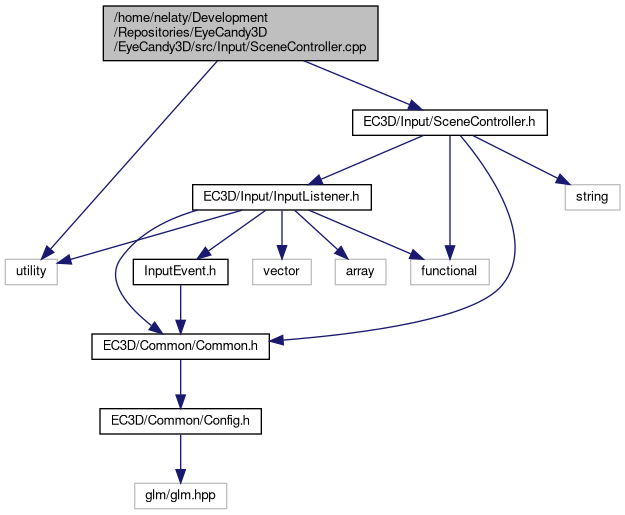 /home/nelaty/Development
/Repositories/EyeCandy3D
/EyeCandy3D/src/Input/SceneController.cpp
EC3D/Input/SceneController.h
EC3D/Input/InputListener.h
string
utility
InputEvent.h
vector
array
functional
EC3D/Common/Common.h
EC3D/Common/Config.h
glm/glm.hpp